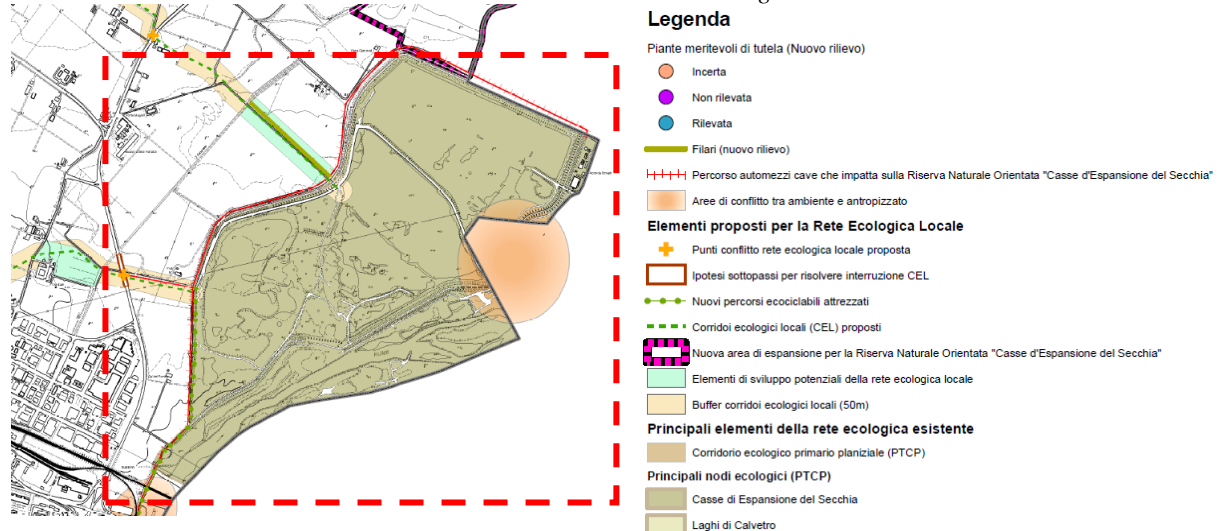 Legenda
Piante meritevoli di tutela (Nuovo rilievo)
Incerta
Non rilevata
Rilevata
Filari (nuovo rilievo)
Percorso automezzi cave che impatta sulla Riserva Naturale Orientata "Casse d'Espansione del Secchia"
Aree di conflitto tra ambiente e antropizzato
Elementi proposti per la Rete Ecologica Locale
Punti conflitto rete ecologica locale proposta
Ipotesi sottopassi per risolvere interruzione CEL
Nuovi percorsi ecociclabili attrezzati
Corridoi ecologici locali (CEL) proposti
Nuova area di espansione per la Riserva Naturale Orientata "Casse d'Espansione del Secchia"
Elementi di sviluppo potenziali della rete ecologica locale
Buffer corridoi ecologici locali (50m)
Principali elementi della rete ecologica esistente
Corridorio ecologico primario planiziale (PTCP)
Principali nodi ecologici (PTCP)
Casse di Espansione del Secchia
Laghi di Calvetro
FIUME